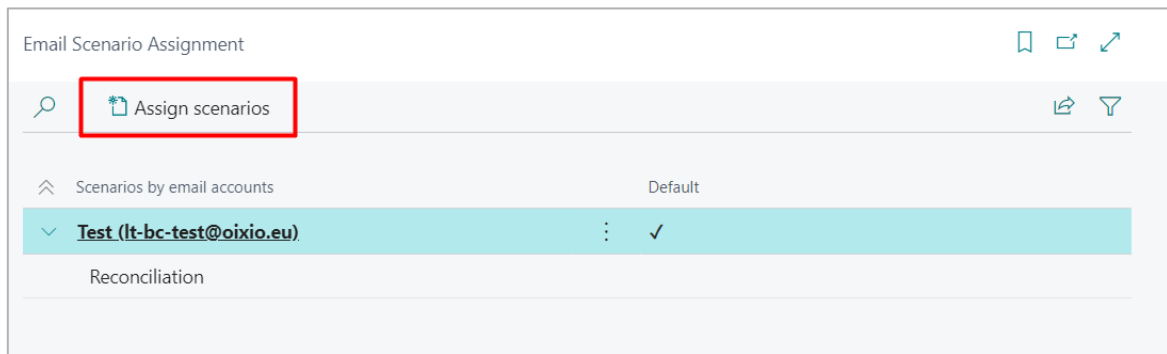 Email Scenario Assignment
Assign scenarios
Scenarios by email accounts Default
Test (lt-bc-test@oixio.eu)
Reconciliation